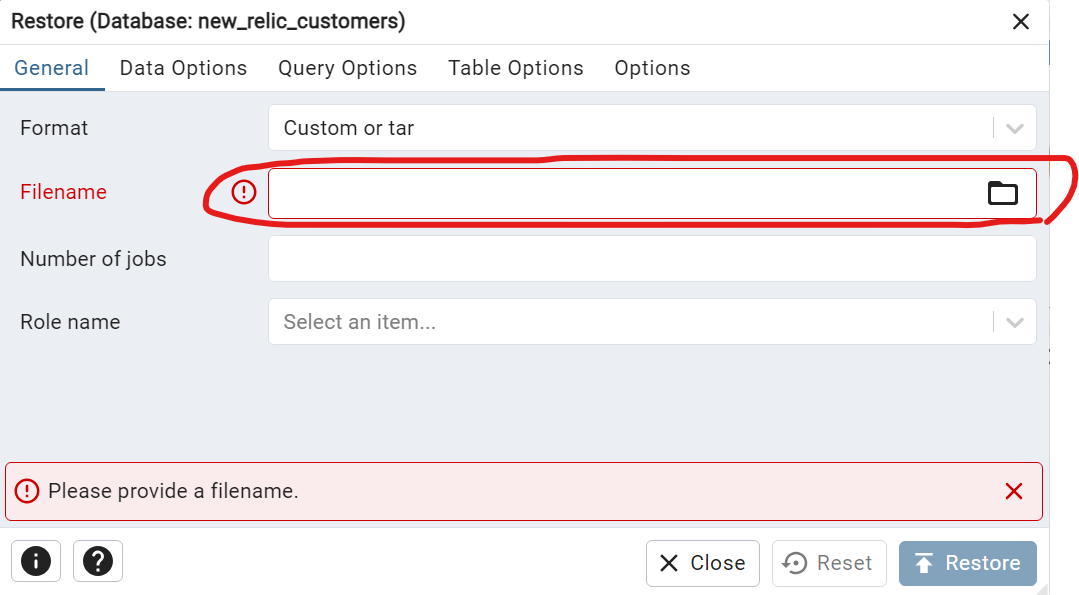 Restore (Database: new_relic_customers)
General Data Options Query Options Table Options Options
Format Custom or tar
Filename
Number of jobs
Role name Select an item...
Please provide a filename.
Close Reset Restore